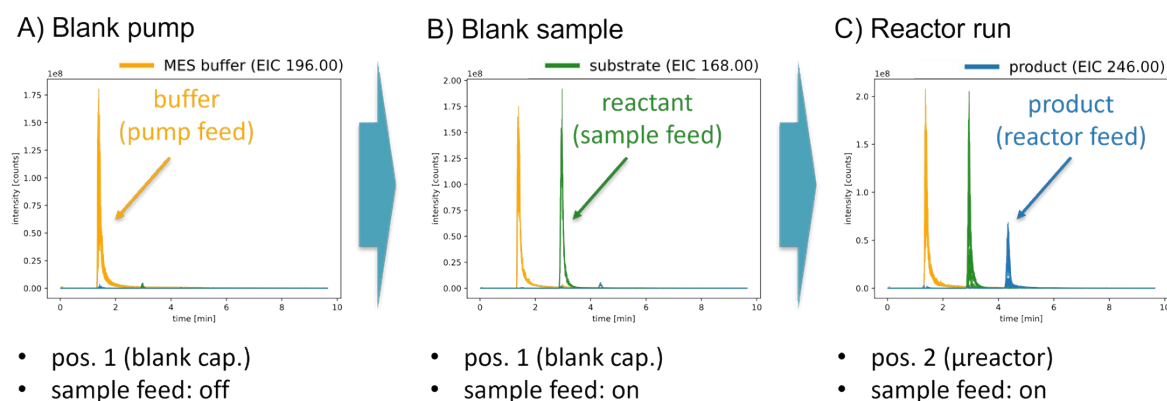 A) Blank pump
1e8
MES buffer (EIC 196.00)
1.75
1.50
1.25
1.00
0.75
0.50
0.25
0.00
intensity [counts]
buffer
(pump feed)
0
2
4
6
8
10
time [min]
• pos. 1 (blank cap.)
• sample feed: off
B) Blank sample
1e8
substrate (EIC 168.00)
2.00
1.75
1.50
1.25
1.00
0.75
0.50
0.25
0.00
intensity [counts]
reactant
(sample feed)
0
2
4
6
8
10
time [min]
• pos. 1 (blank cap.)
• sample feed: on
C) Reactor run
1e8
product (EIC 246.00)
2.0
1.5
1.0
0.5
0.0
intensity [counts]
product
(reactor feed)
0
2
4
6
8
10
time [min]
• pos. 2 (μreactor)
• sample feed: on